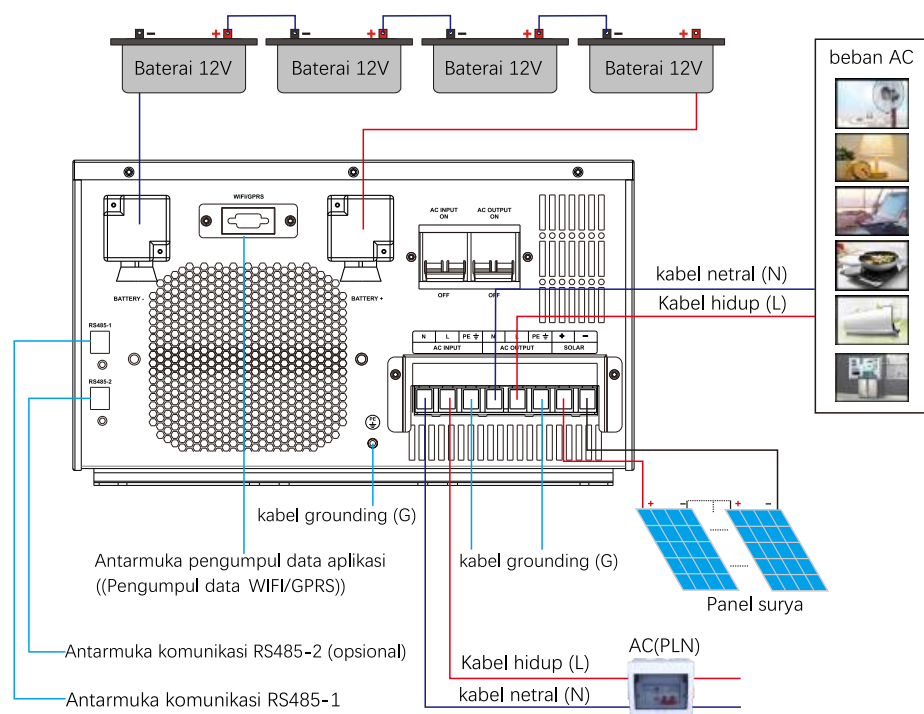 - + - + - + - +
Baterai 12V
Baterai 12V
Baterai 12V
Baterai 12V
beban AC
WIFI/GPRS
AC INPUT
ON
AC OUTPUT
ON
OFF
OFF
BATTERY -
BATTERY +
kabel netral (N)
Kabel hidup (L)
RS485-1
RS485-2
N L PE N PE + -
AC INPUT AC OUTPUT SOLAR
PE
+ - + -
kabel grounding (G)
Antarmuka pengumpul data aplikasi
((Pengumpul data WIFI/GPRS))
kabel grounding (G)
Panel surya
Antarmuka komunikasi RS485-2 (opsional)
Antarmuka komunikasi RS485-1
Kabel hidup (L)
kabel netral (N)
AC(PLN)